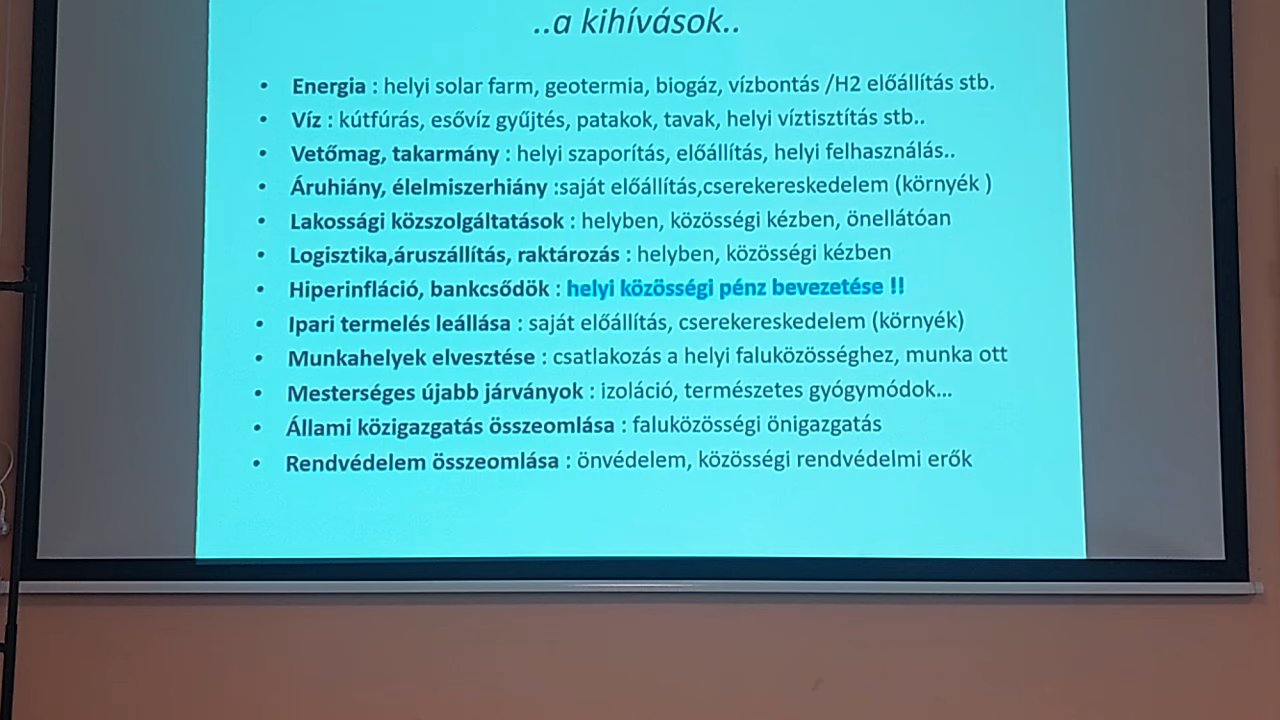 ..a kihívások..
• Energia : helyi solar farm, geotermia, biogáz, vízbontás /H2 előállítás stb.
• Víz : kútfúrás, esővíz gyűjtés, patakok, tavak, helyi víztisztítás stb..
• Vetőmag, takarmány : helyi szaporítás, előállítás, helyi felhasználás..
• Áruhiány, élelmiszerhiány :saját előállítás,cserekereskedelem (környék )
• Lakossági közszolgáltatások : helyben, közösségi kézben, önellátóan
• Logisztika,áruszállítás, raktározás : helyben, közösségi kézben
• Hiperinfláció, bankcsődök : helyi közösségi pénz bevezetése !!
• Ipari termelés leállása : saját előállítás, cserekereskedelem (környék)
• Munkahelyek elvesztése : csatlakozás a helyi faluközösséghez, munka ott
• Mesterséges újabb járványok : izoláció, természetes gyógymódok...
• Állami közigazgatás összeomlása : faluközösségi önigazgatás
• Rendvédelem összeomlása : önvédelem, közösségi rendvédelmi erők